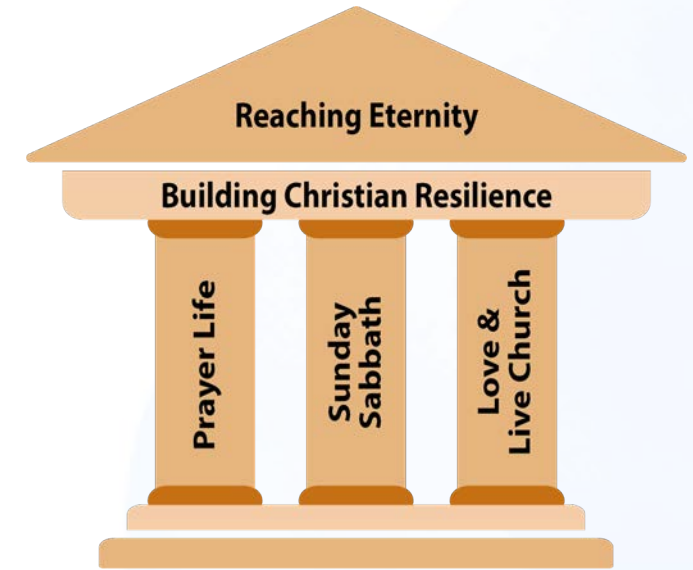 Reaching Eternity
Building Christian Resilience
Prayer Life
Sunday
Sabbath
Love &
Live Church